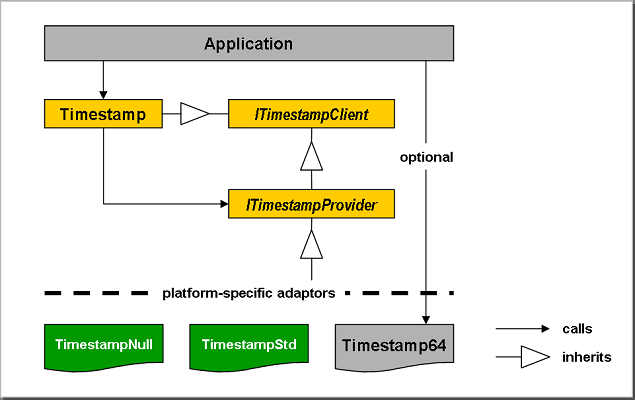 Application
Timestamp
ITimestampClient
optional
ITimestampProvider
platform-specific adaptors
TimestampNull
TimestampStd
Timestamp64
calls
inherits